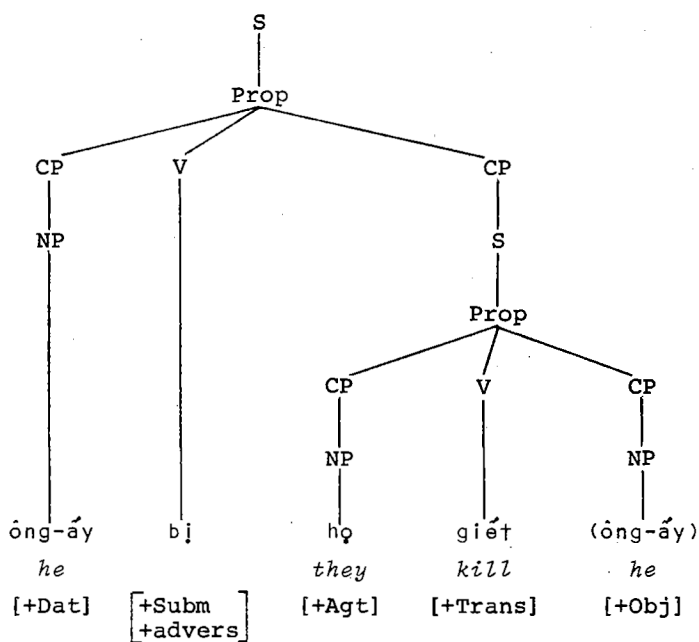 S
Prop
CP V CP
NP S
Prop
CP V CP
NP NP
ông-ấy bị họ giết (ông-ấy)
he they kill he
[+Dat] [+Subm +advers] [+Agt] [+Trans] [+Obj]